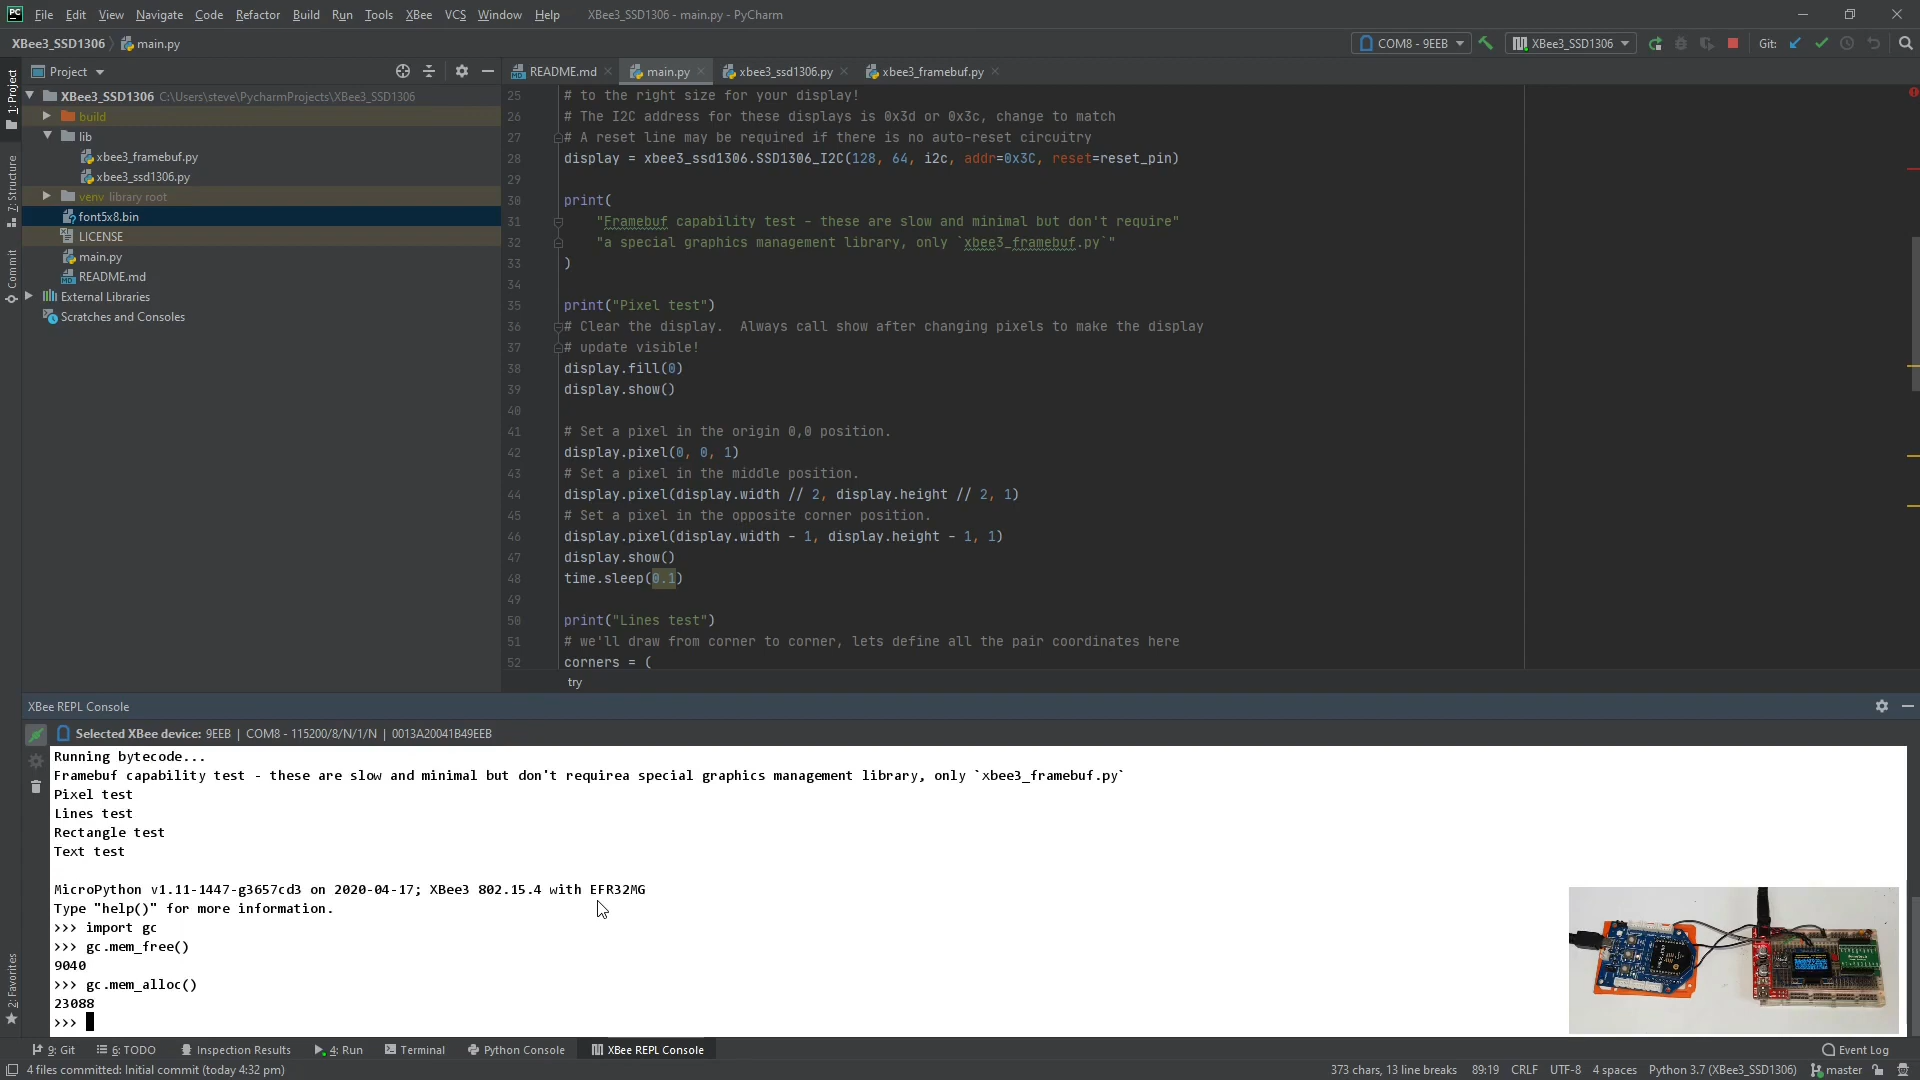 PC File Edit View Navigate Code Refactor Build Run Tools XBee VCS Window Help XBee3_SSD1306 - main.py - PyCharm
XBee3_SSD1306 main.py COM8 - 9EEB XBee3_SSD1306 Git:
1: Project
7: Structure
Commit
2: Favorites
Project
XBee3_SSD1306 C:\Users\steve\PycharmProjects\XBee3_SSD1306
build
lib
xbee3_framebuf.py
xbee3_ssd1306.py
venv library root
font5x8.bin
LICENSE
main.py
README.md
External Libraries
Scratches and Consoles
README.md main.py xbee3_ssd1306.py xbee3_framebuf.py
25 # to the right size for your display!
26 # The I2C address for these displays is 0x3d or 0x3c, change to match
27 # A reset line may be required if there is no auto-reset circuitry
28 display = xbee3_ssd1306.SSD1306_I2C(128, 64, i2c, addr=0x3C, reset=reset_pin)
29
30 print(
31 "Framebuf capability test - these are slow and minimal but don't require"
32 "a special graphics management library, only `xbee3_framebuf.py`"
33 )
34
35 print("Pixel test")
36 # Clear the display.  Always call show after changing pixels to make the display
37 # update visible!
38 display.fill(0)
39 display.show()
40
41 # Set a pixel in the origin 0,0 position.
42 display.pixel(0, 0, 1)
43 # Set a pixel in the middle position.
44 display.pixel(display.width // 2, display.height // 2, 1)
45 # Set a pixel in the opposite corner position.
46 display.pixel(display.width - 1, display.height - 1, 1)
47 display.show()
48 time.sleep(0.1)
49
50 print("Lines test")
51 # we'll draw from corner to corner, lets define all the pair coordinates here
52 corners = (
try
XBee REPL Console
Selected XBee device: 9EEB | COM8 - 115200/8/N/1/N | 0013A20041B49EEB
Running bytecode...
Framebuf capability test - these are slow and minimal but don't requirea special graphics management library, only `xbee3_framebuf.py`
Pixel test
Lines test
Rectangle test
Text test
MicroPython v1.11-1447-g3657cd3 on 2020-04-17; XBee3 802.15.4 with EFR32MG
Type "help()" for more information.
>>> import gc
>>> gc.mem_free()
9040
>>> gc.mem_alloc()
23088
>>>
9: Git 6: TODO Inspection Results 4: Run Terminal Python Console XBee REPL Console Event Log
4 files committed: Initial commit (today 4:32 pm) 373 chars, 13 line breaks 89:19 CRLF UTF-8 4 spaces Python 3.7 (XBee3_SSD1306) master